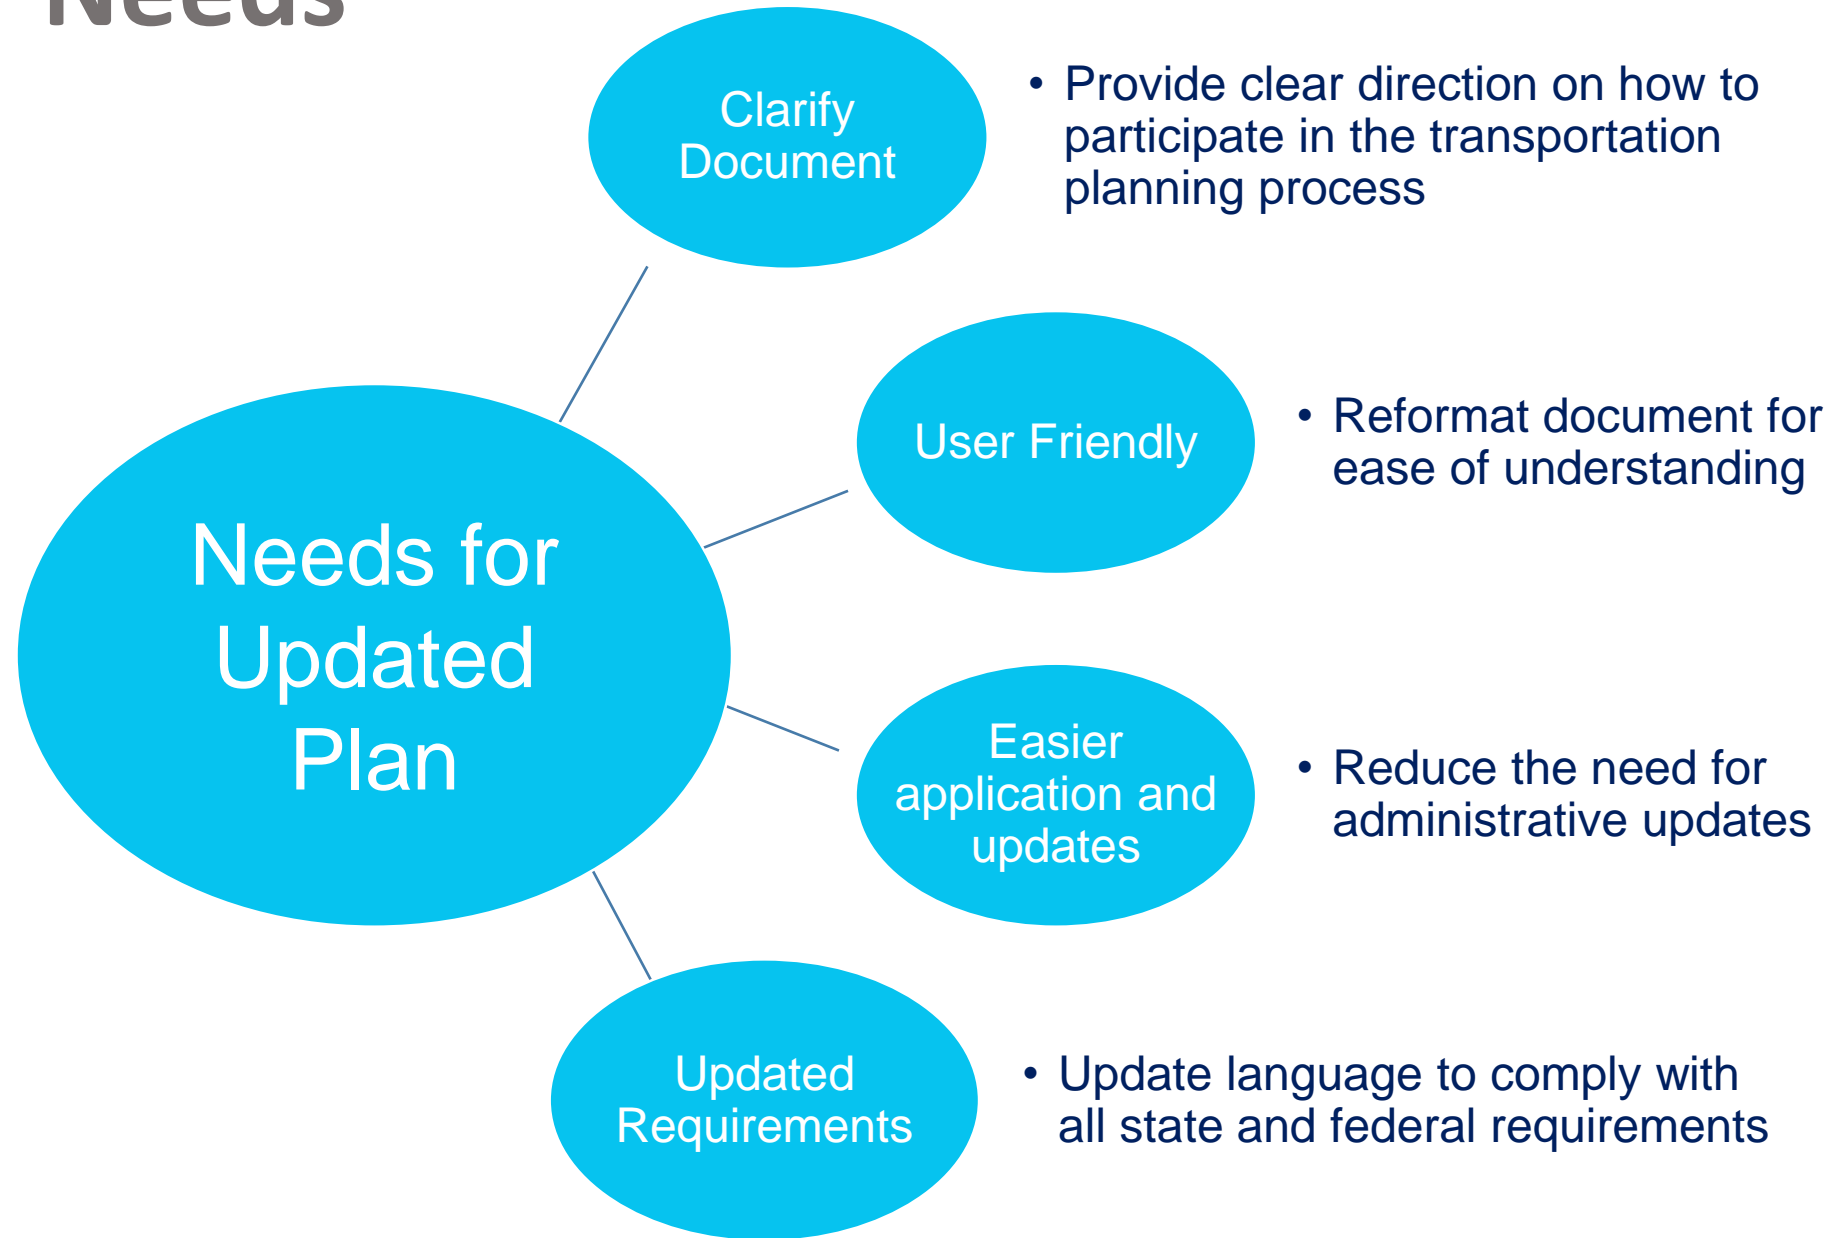 Needs
Clarify
Document
• Provide clear direction on how to
participate in the transportation
planning process
User Friendly
• Reformat document for
ease of understanding
Needs for
Updated
Plan
Easier
application and
updates
• Reduce the need for
administrative updates
Updated
Requirements
• Update language to comply with
all state and federal requirements